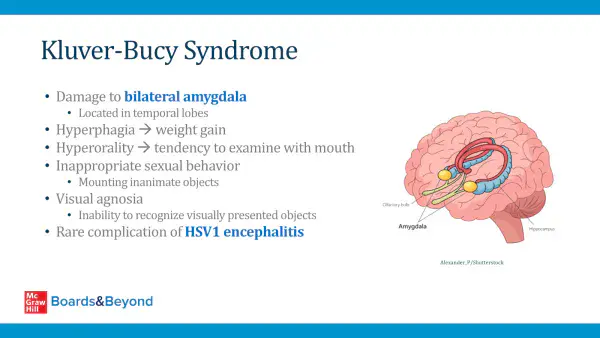 Kluver-Bucy Syndrome
• Damage to bilateral amygdala
• Located in temporal lobes
• Hyperphagia → weight gain
• Hyperorality → tendency to examine with mouth
• Inappropriate sexual behavior
• Mounting inanimate objects
• Visual agnosia
• Inability to recognize visually presented objects
• Rare complication of HSV1 encephalitis
Olfactory bulb
Amygdala
Hippocampus
Alexander_P/Shutterstock
Mc
Graw
Hill
Boards&Beyond